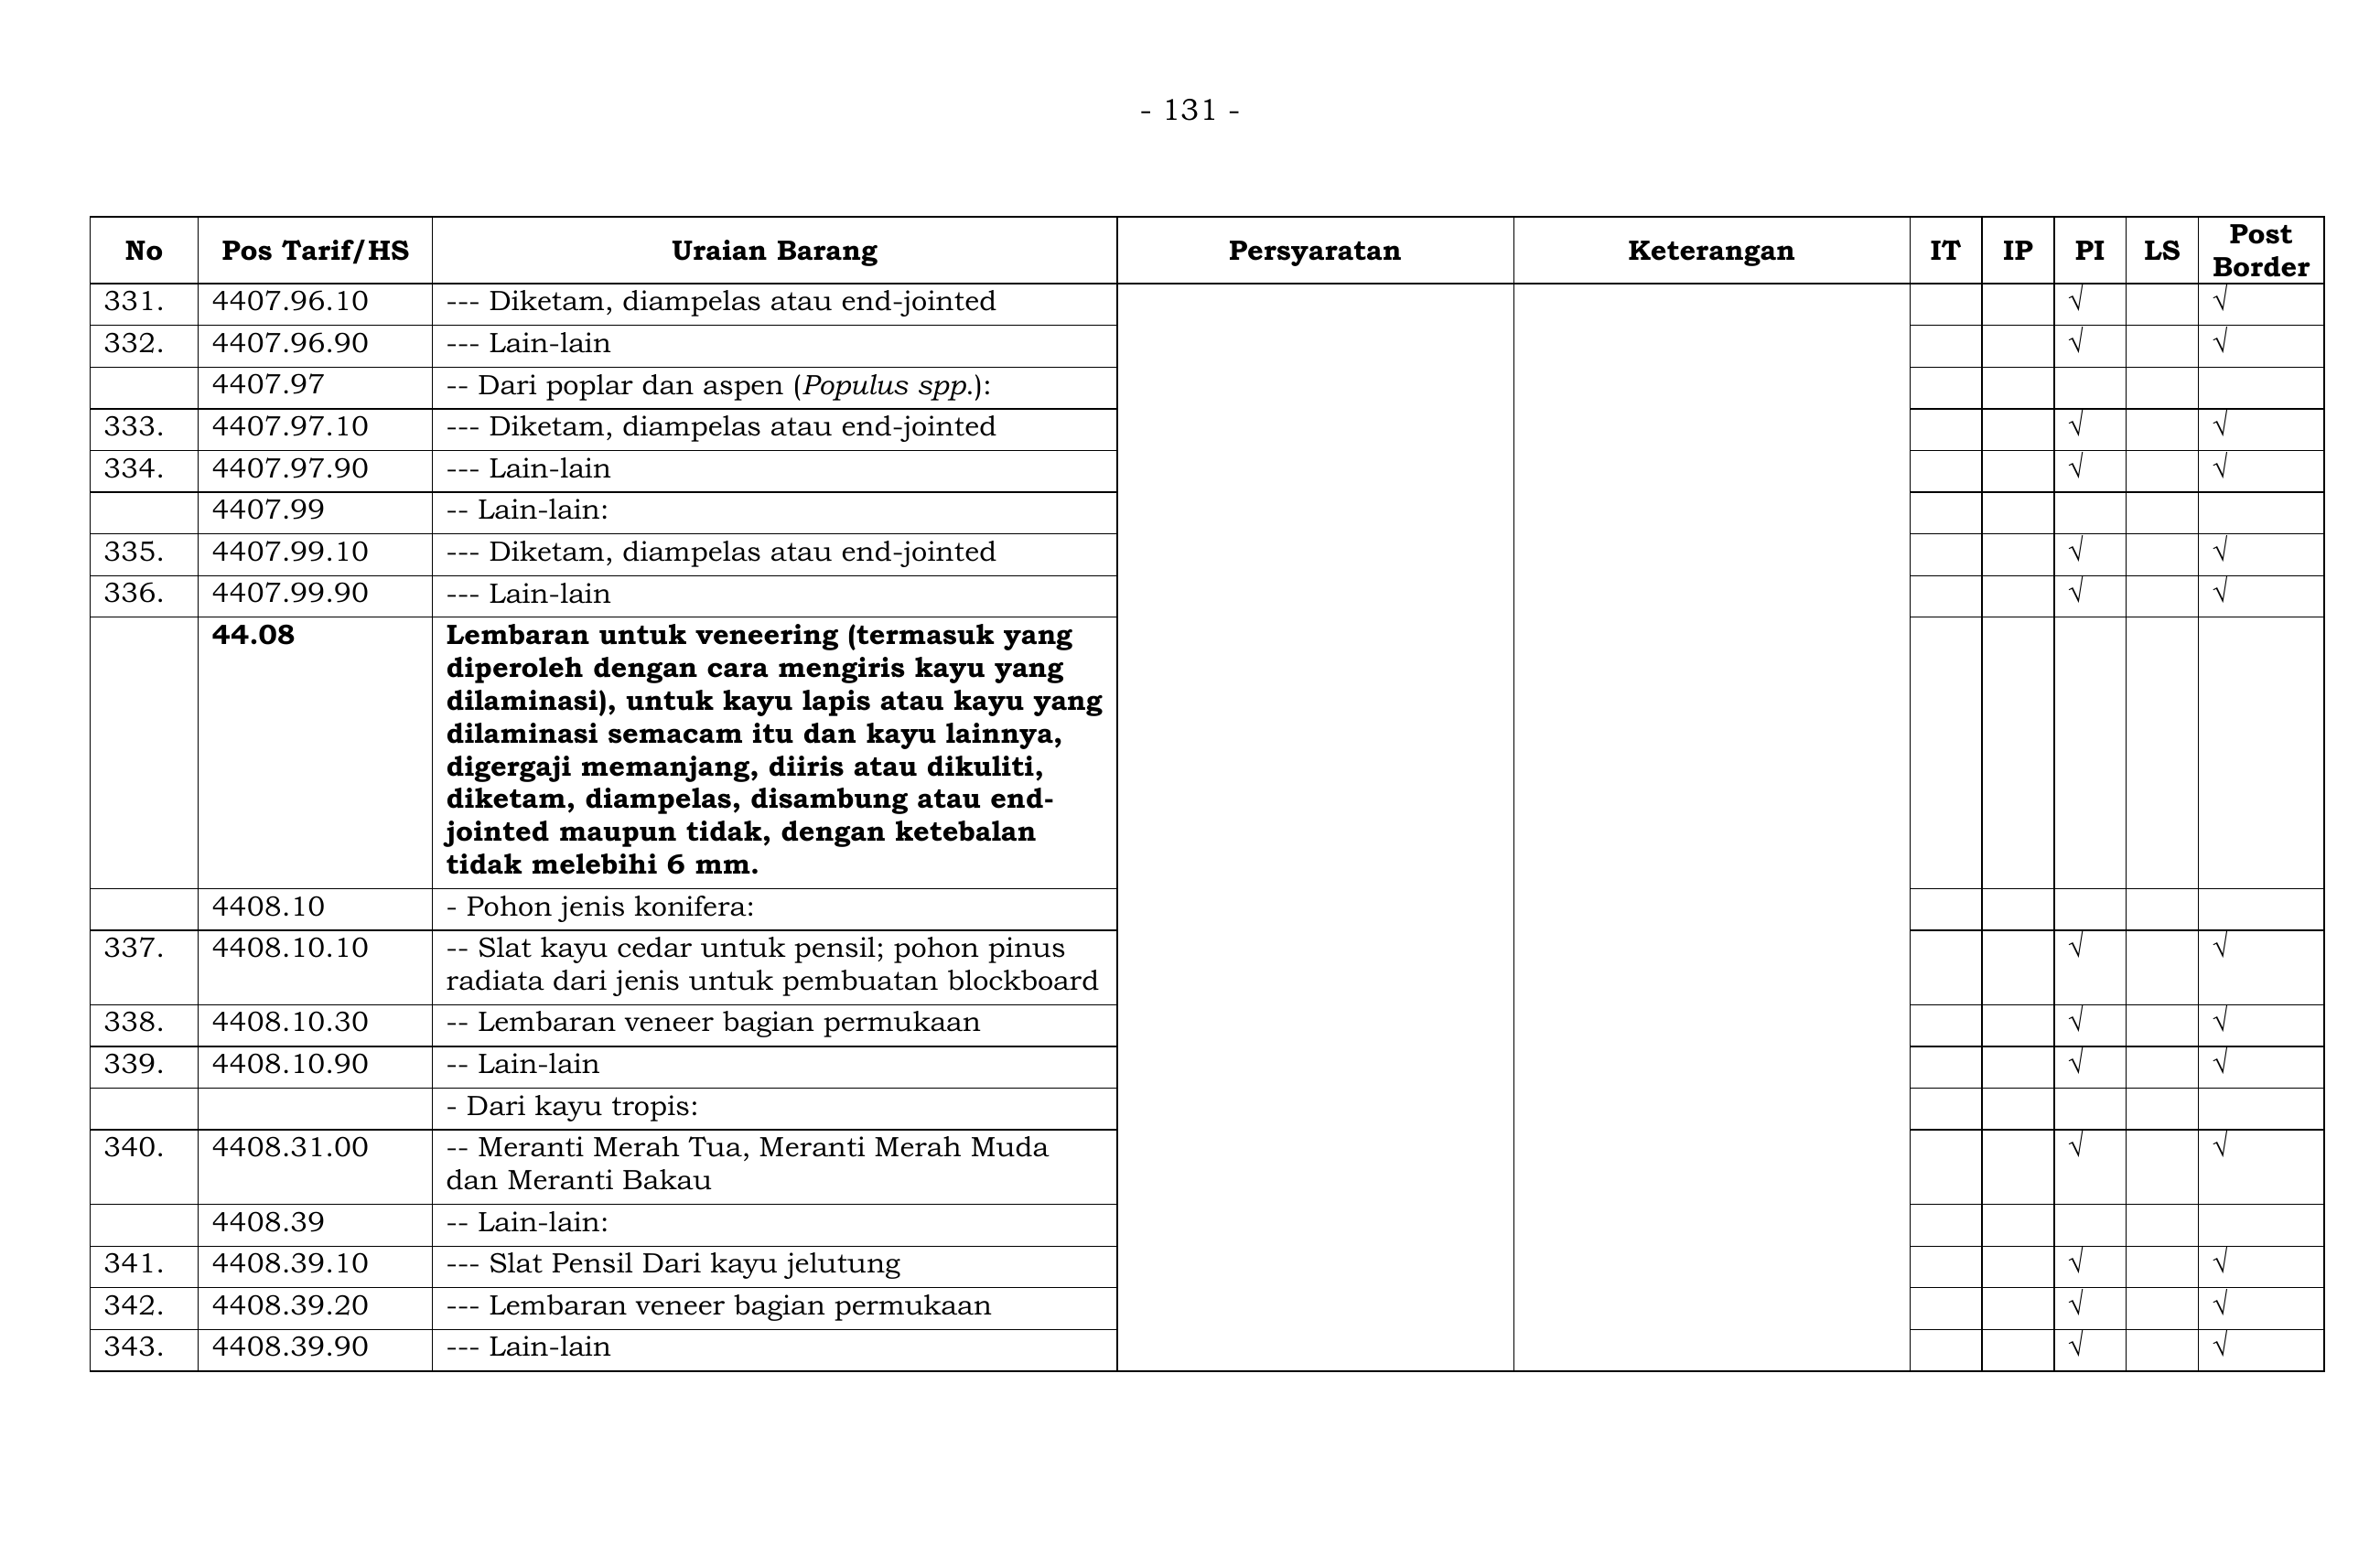 - 131 -
No Pos Tarif/HS Uraian Barang Persyaratan Keterangan IT IP PI LS Post Border
331. 4407.96.10 --- Diketam, diampelas atau end-jointed √ √
332. 4407.96.90 --- Lain-lain √ √
4407.97 -- Dari poplar dan aspen (Populus spp.):
333. 4407.97.10 --- Diketam, diampelas atau end-jointed √ √
334. 4407.97.90 --- Lain-lain √ √
4407.99 -- Lain-lain:
335. 4407.99.10 --- Diketam, diampelas atau end-jointed √ √
336. 4407.99.90 --- Lain-lain √ √
44.08 Lembaran untuk veneering (termasuk yang
diperoleh dengan cara mengiris kayu yang
dilaminasi), untuk kayu lapis atau kayu yang
dilaminasi semacam itu dan kayu lainnya,
digergaji memanjang, diiris atau dikuliti,
diketam, diampelas, disambung atau end-
jointed maupun tidak, dengan ketebalan
tidak melebihi 6 mm.
4408.10 - Pohon jenis konifera:
337. 4408.10.10 -- Slat kayu cedar untuk pensil; pohon pinus √ √
radiata dari jenis untuk pembuatan blockboard
338. 4408.10.30 -- Lembaran veneer bagian permukaan √ √
339. 4408.10.90 -- Lain-lain √ √
- Dari kayu tropis:
340. 4408.31.00 -- Meranti Merah Tua, Meranti Merah Muda √ √
dan Meranti Bakau
4408.39 -- Lain-lain:
341. 4408.39.10 --- Slat Pensil Dari kayu jelutung √ √
342. 4408.39.20 --- Lembaran veneer bagian permukaan √ √
343. 4408.39.90 --- Lain-lain √ √